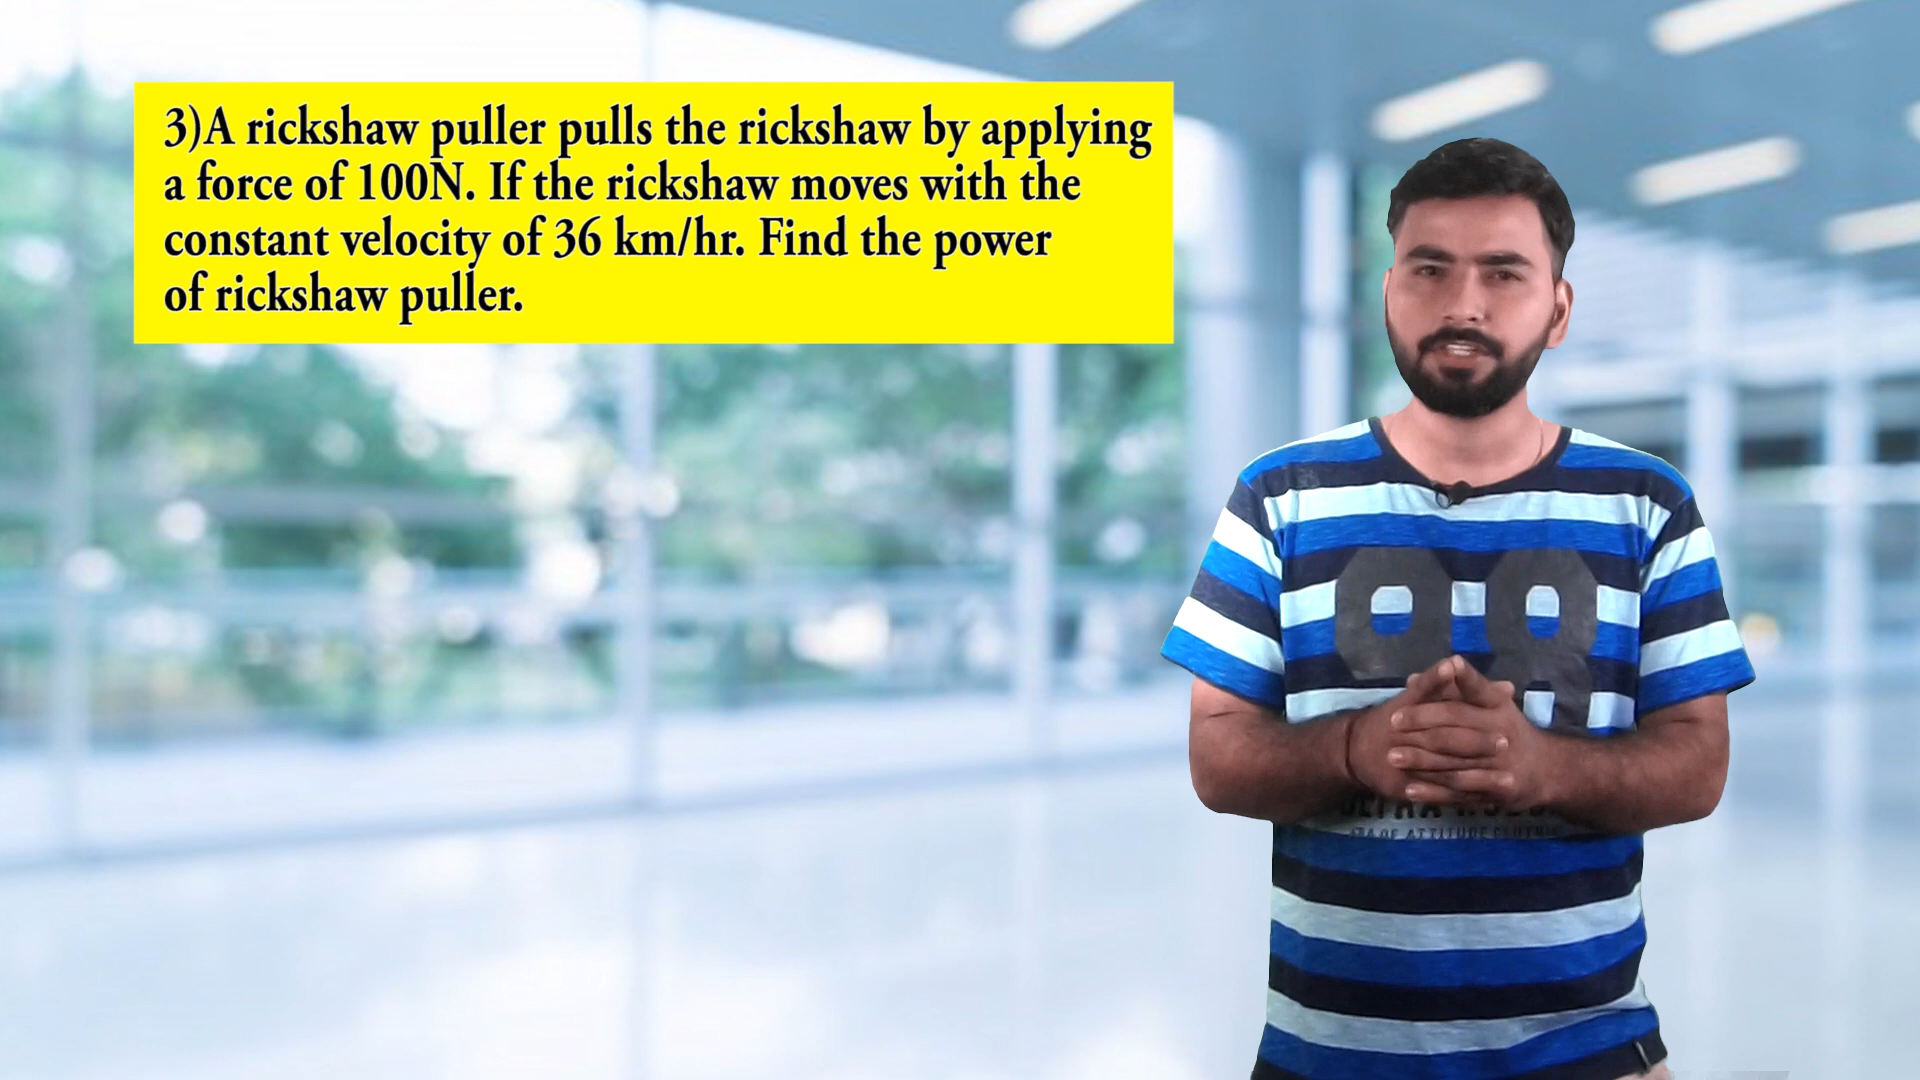 3)A rickshaw puller pulls the rickshaw by applying
a force of 100N. If the rickshaw moves with the
constant velocity of 36 km/hr. Find the power
of rickshaw puller.
98